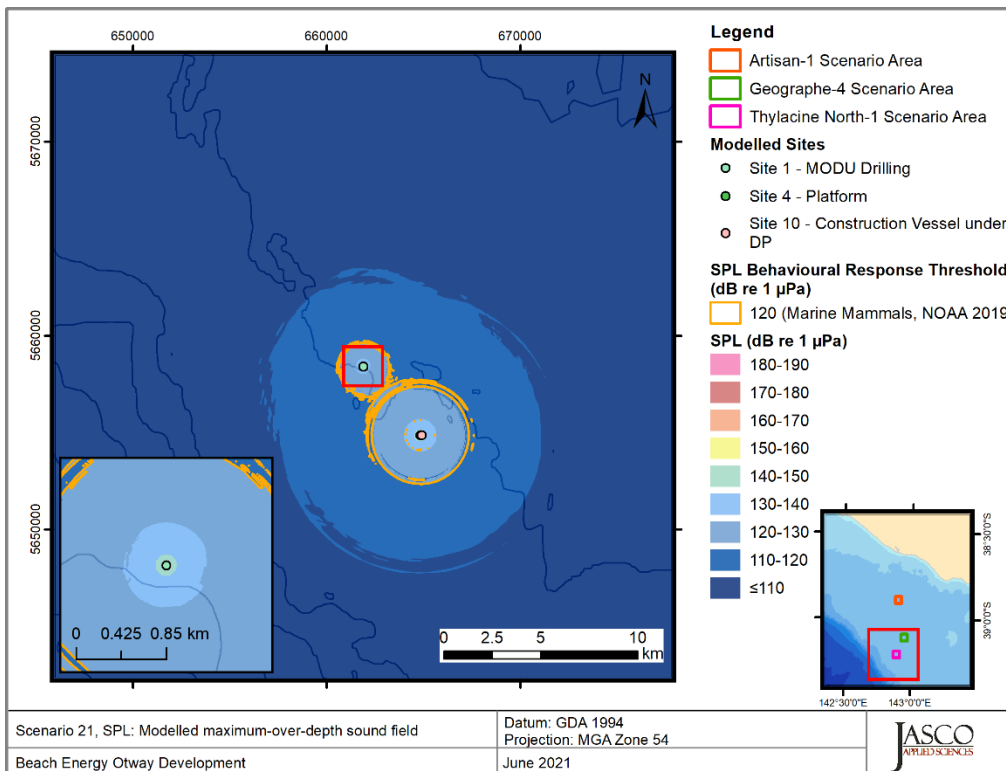 650000 660000 670000
5670000
5660000
5650000
N
0 0.425 0.85 km
0 2.5 5 10
km
Legend
Artisan-1 Scenario Area
Geographe-4 Scenario Area
Thylacine North-1 Scenario Area
Modelled Sites
Site 1 - MODU Drilling
Site 4 - Platform
Site 10 - Construction Vessel under
DP
SPL Behavioural Response Threshold
(dB re 1 µPa)
120 (Marine Mammals, NOAA 2019
SPL (dB re 1 µPa)
180-190
170-180
160-170
150-160
140-150
130-140
120-130
110-120
≤110
38°30'0"S
39°0'0"S
142°30'0"E 143°0'0"E
Scenario 21, SPL: Modelled maximum-over-depth sound field
Datum: GDA 1994
Projection: MGA Zone 54
Beach Energy Otway Development
June 2021
JASCO
APPLIED SCIENCES